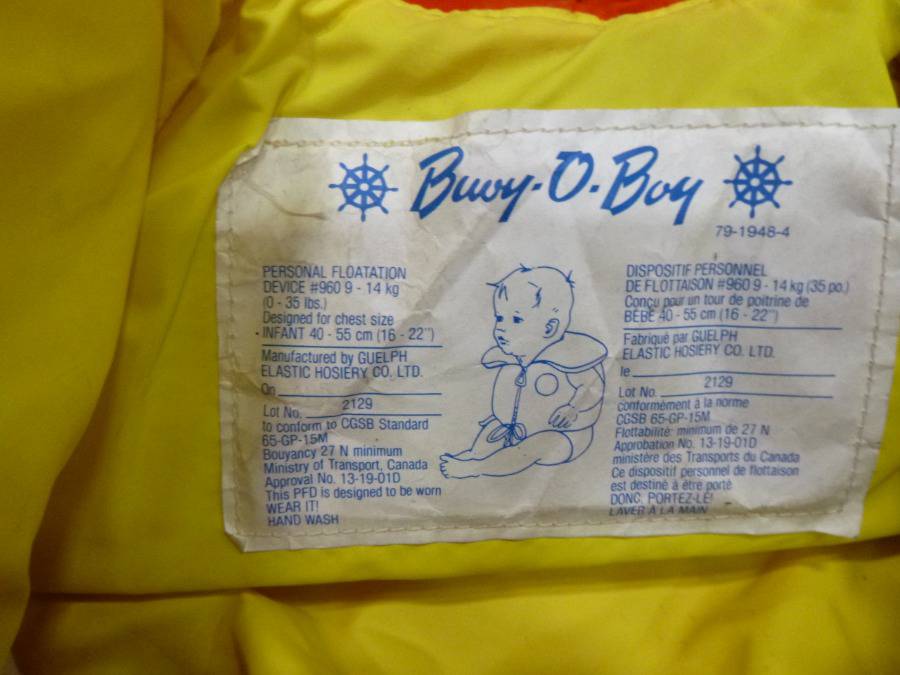 Buoy-O-Boy
79-1948-4
PERSONAL FLOATATION
DEVICE #960 9 - 14 kg
(0 - 35 lbs.)
Designed for chest size
INFANT 40 - 55 cm (16 - 22")
Manufactured by GUELPH
ELASTIC HOSIERY CO. LTD.
On
Lot No. 2129
to conform to CGSB Standard
65-GP-15M
Bouyancy 27 N minimum
Ministry of Transport, Canada
Approval No. 13-19-01D
This PFD is designed to be worn
WEAR IT!
HAND WASH
DISPOSITIF PERSONNEL
DE FLOTTAISON #960 9 - 14 kg (35 po.)
Conçu pour un tour de poitrine de
BÉBÉ 40 - 55 cm (16 - 22")
Fabriqué par GUELPH
ELASTIC HOSIERY CO. LTD.
le
Lot No. 2129
conformément à la norme
CGSB 65-GP-15M
Flottabilité: minimum de 27 N
Approbation No. 13-19-01D
ministère des Transports du Canada
Ce dispositif personnel de flottaison
est destiné à être porté
DONC, PORTEZ-LE!
LAVER A LA MAIN